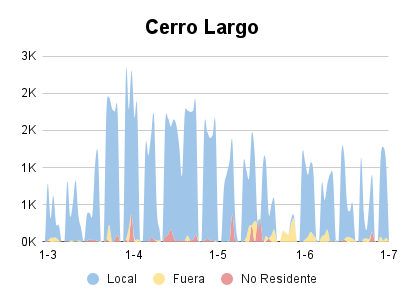 Cerro Largo
3K
2K
2K
1K
1K
0K
1-3
1-4
1-5
1-6
1-7
Local
Fuera
No Residente